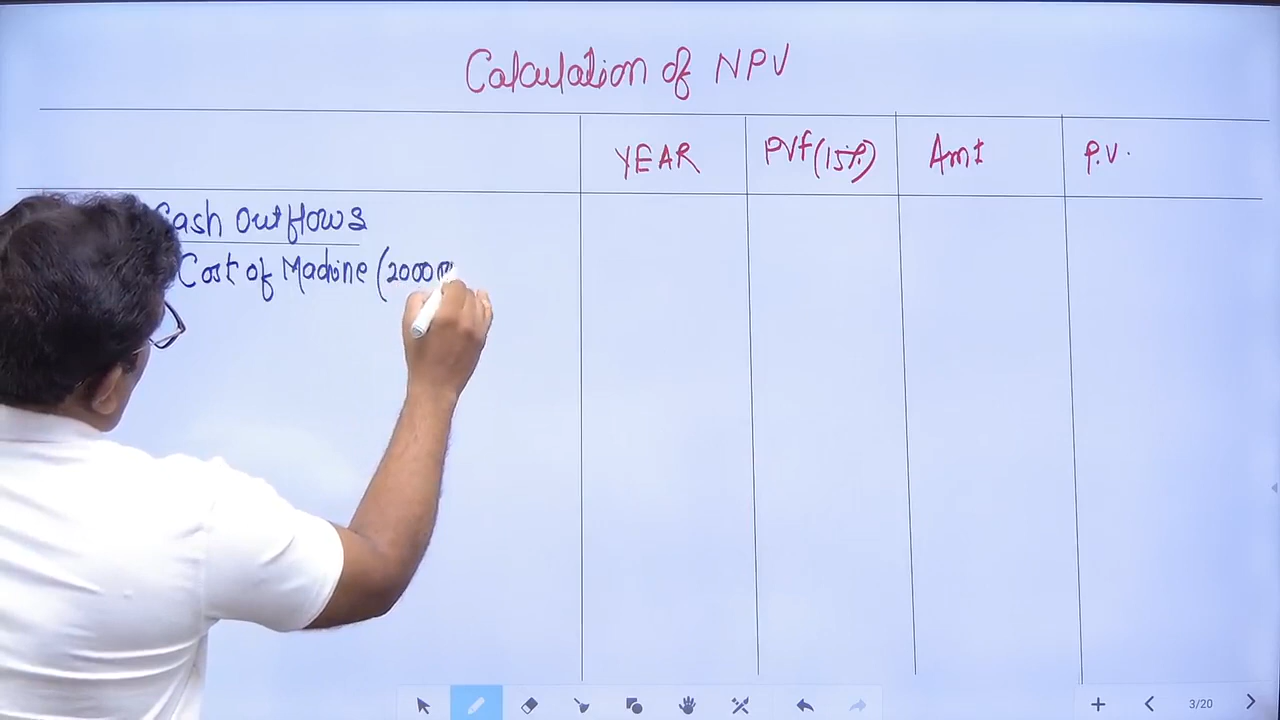 Calculation of NPV
YEAR PVf (15%) Amt P.V.
Cash Outflows
Cost of Machine (2000
3/20